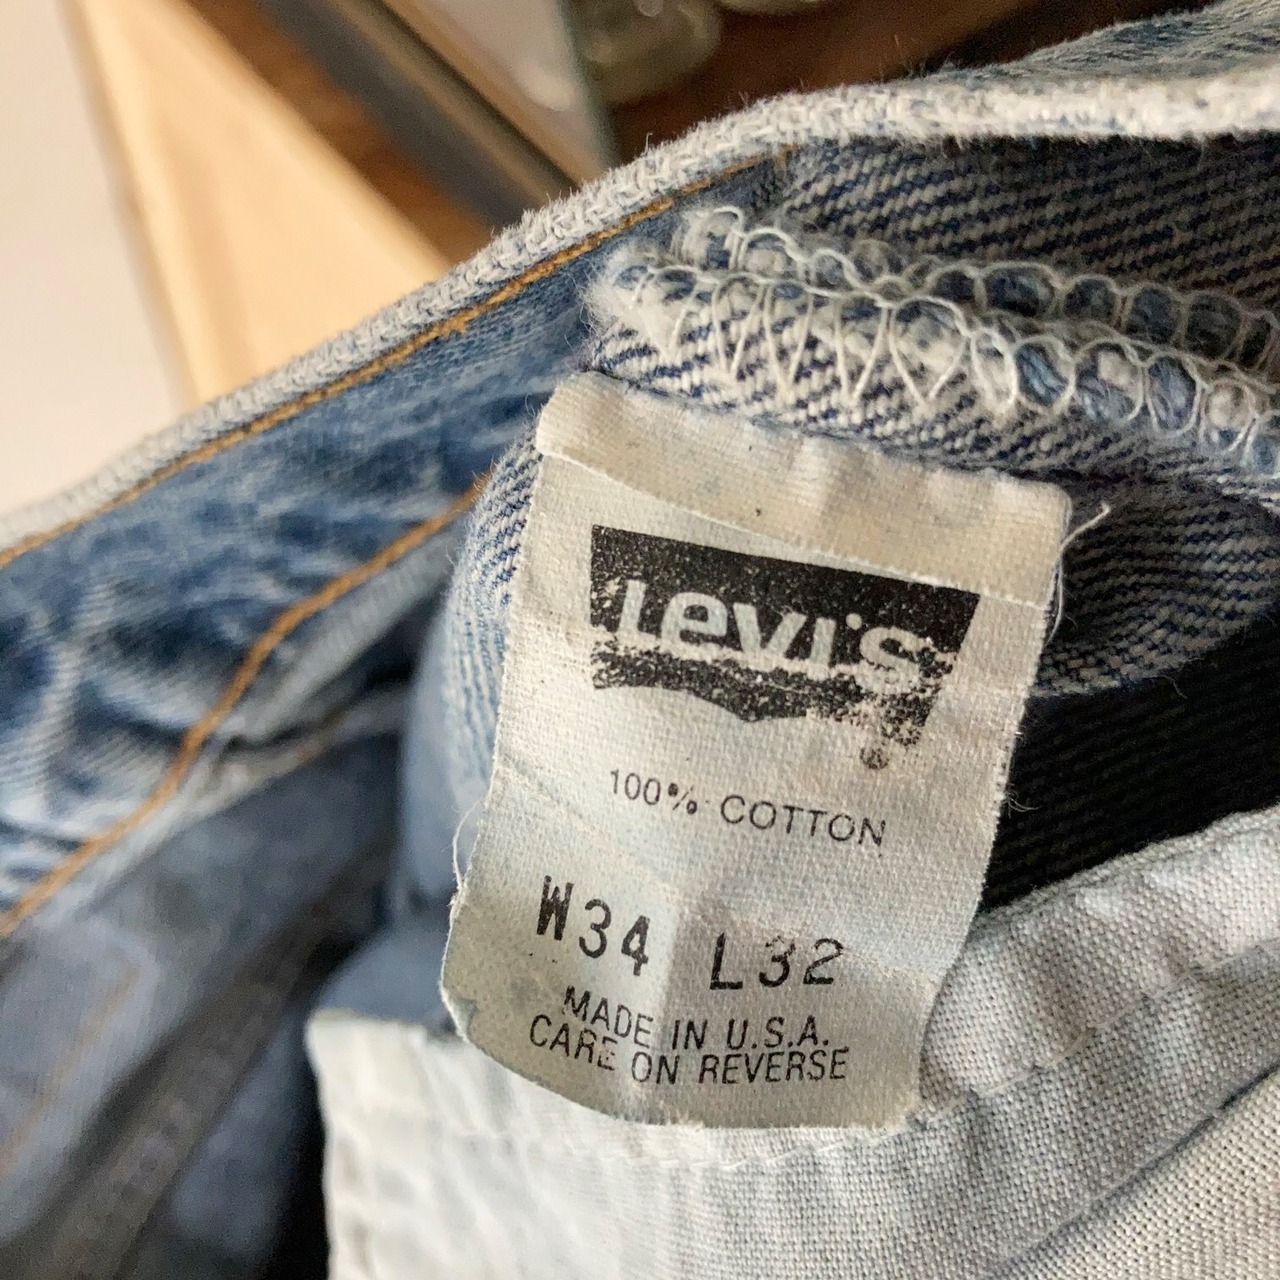 Levi's
®
100% COTTON
W34 L32
MADE IN U.S.A.
CARE ON REVERSE